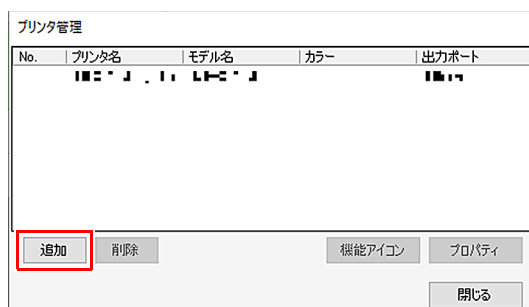 プリンタ管理
No. プリンタ名 モデル名 カラー 出力ポート
追加 削除 機能アイコン プロパティ
閉じる